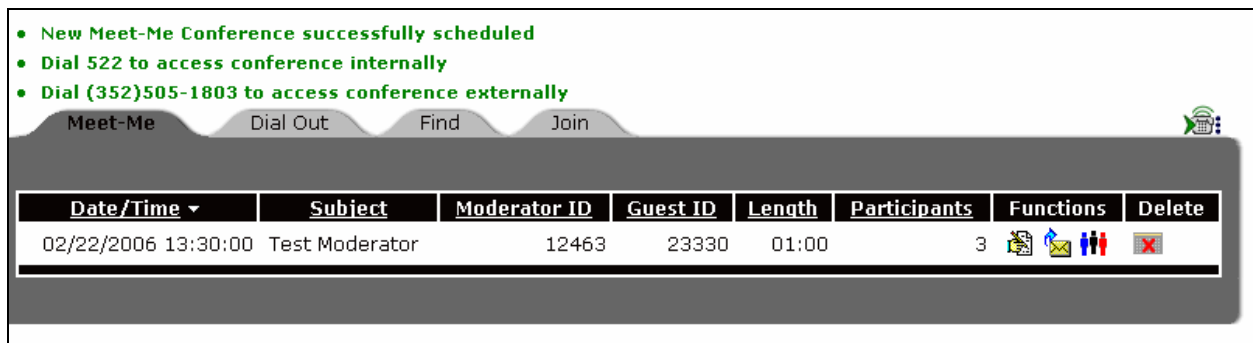 New Meet-Me Conference successfully scheduled
Dial 522 to access conference internally
Dial (352)505-1803 to access conference externally
Meet-Me Dial Out Find Join
Date/Time Subject Moderator ID Guest ID Length Participants Functions Delete
02/22/2006 13:30:00 Test Moderator 12463 23330 01:00 3